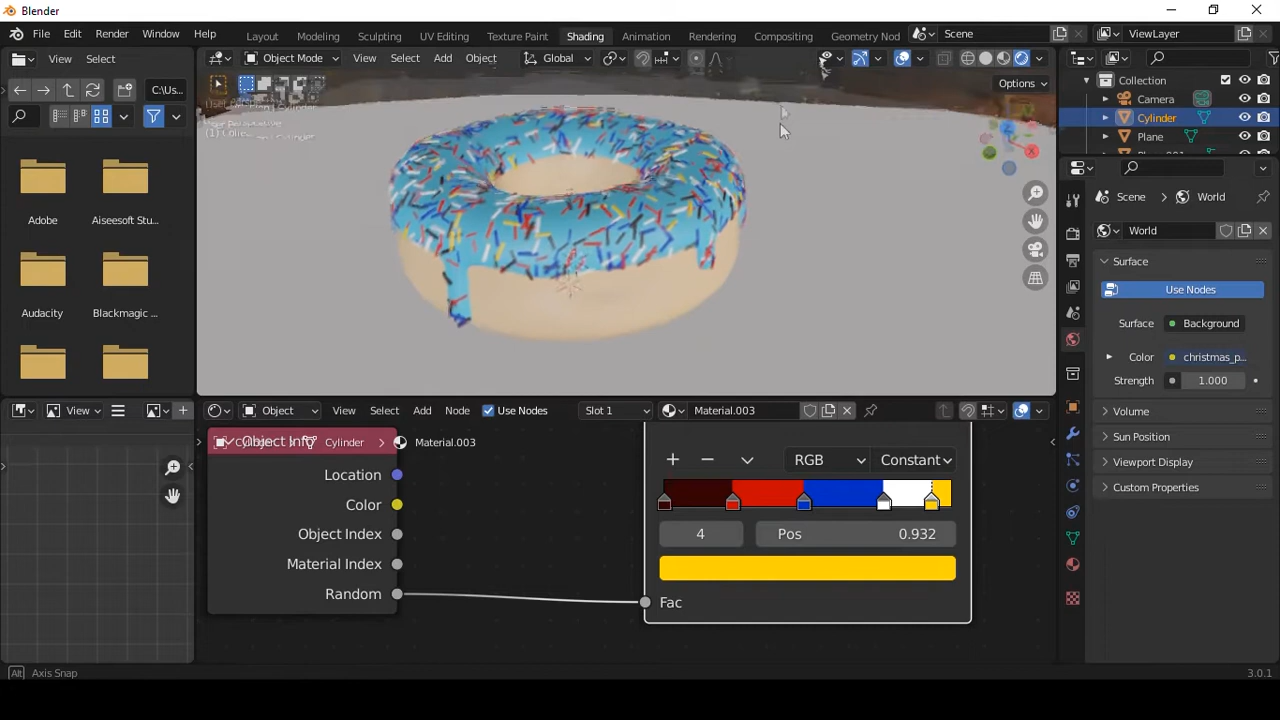 Blender
File Edit Render Window Help Layout Modeling Sculpting UV Editing Texture Paint Shading Animation Rendering Compositing Geometry Nod Scene ViewLayer
View Select Object Mode View Select Add Object Global
C:\Us... Options
Collection
Camera
Cylinder
Plane
Adobe Aiseesoft Stu...
Audacity Blackmagic ...
Scene World
World
Surface
Use Nodes
Surface Background
Color christmas_p...
Strength 1.000
Volume
Sun Position
Viewport Display
Custom Properties
View Object View Select Add Node Use Nodes Slot 1 Material.003
Object Info Cylinder Material.003
Location
Color
Object Index
Material Index
Random
RGB Constant
4 Pos 0.932
Fac
Alt Axis Snap 3.0.1